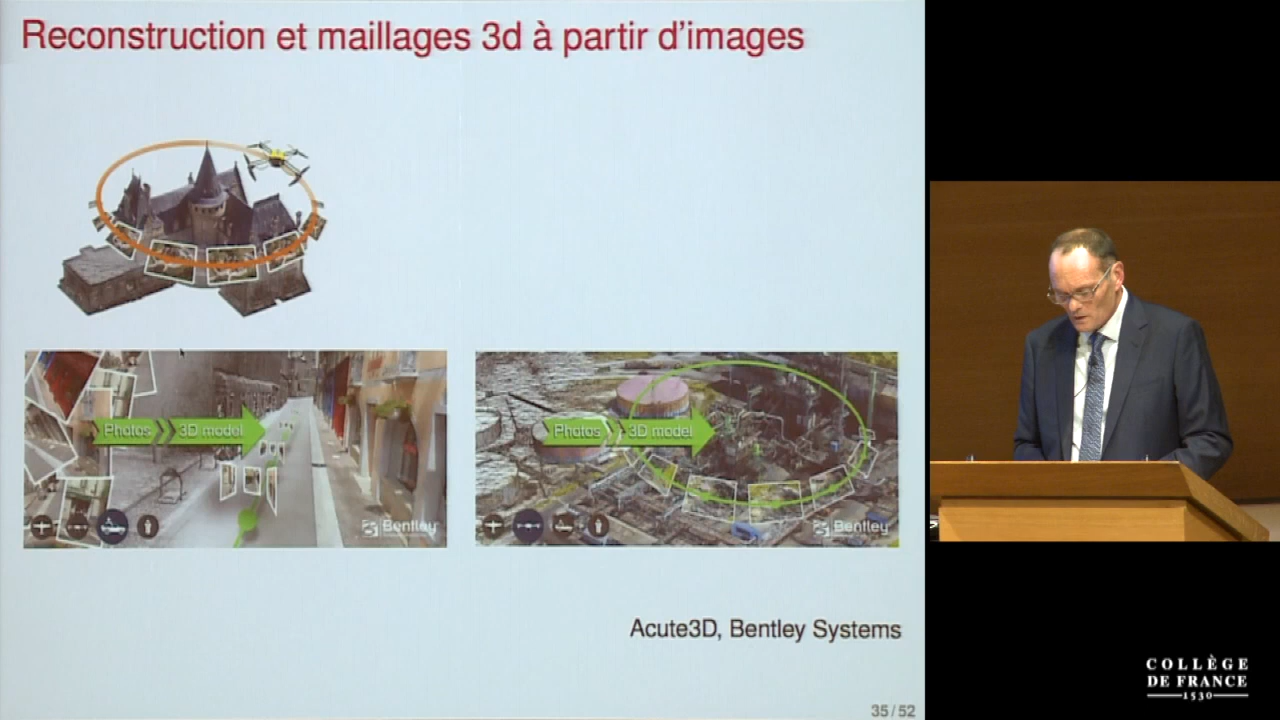 Reconstruction et maillages 3d à partir d'images
Photos 3D model
Bentley
Photos 3D model
Bentley
Acute3D, Bentley Systems
35 / 52
COLLÈGE
DE FRANCE
1530